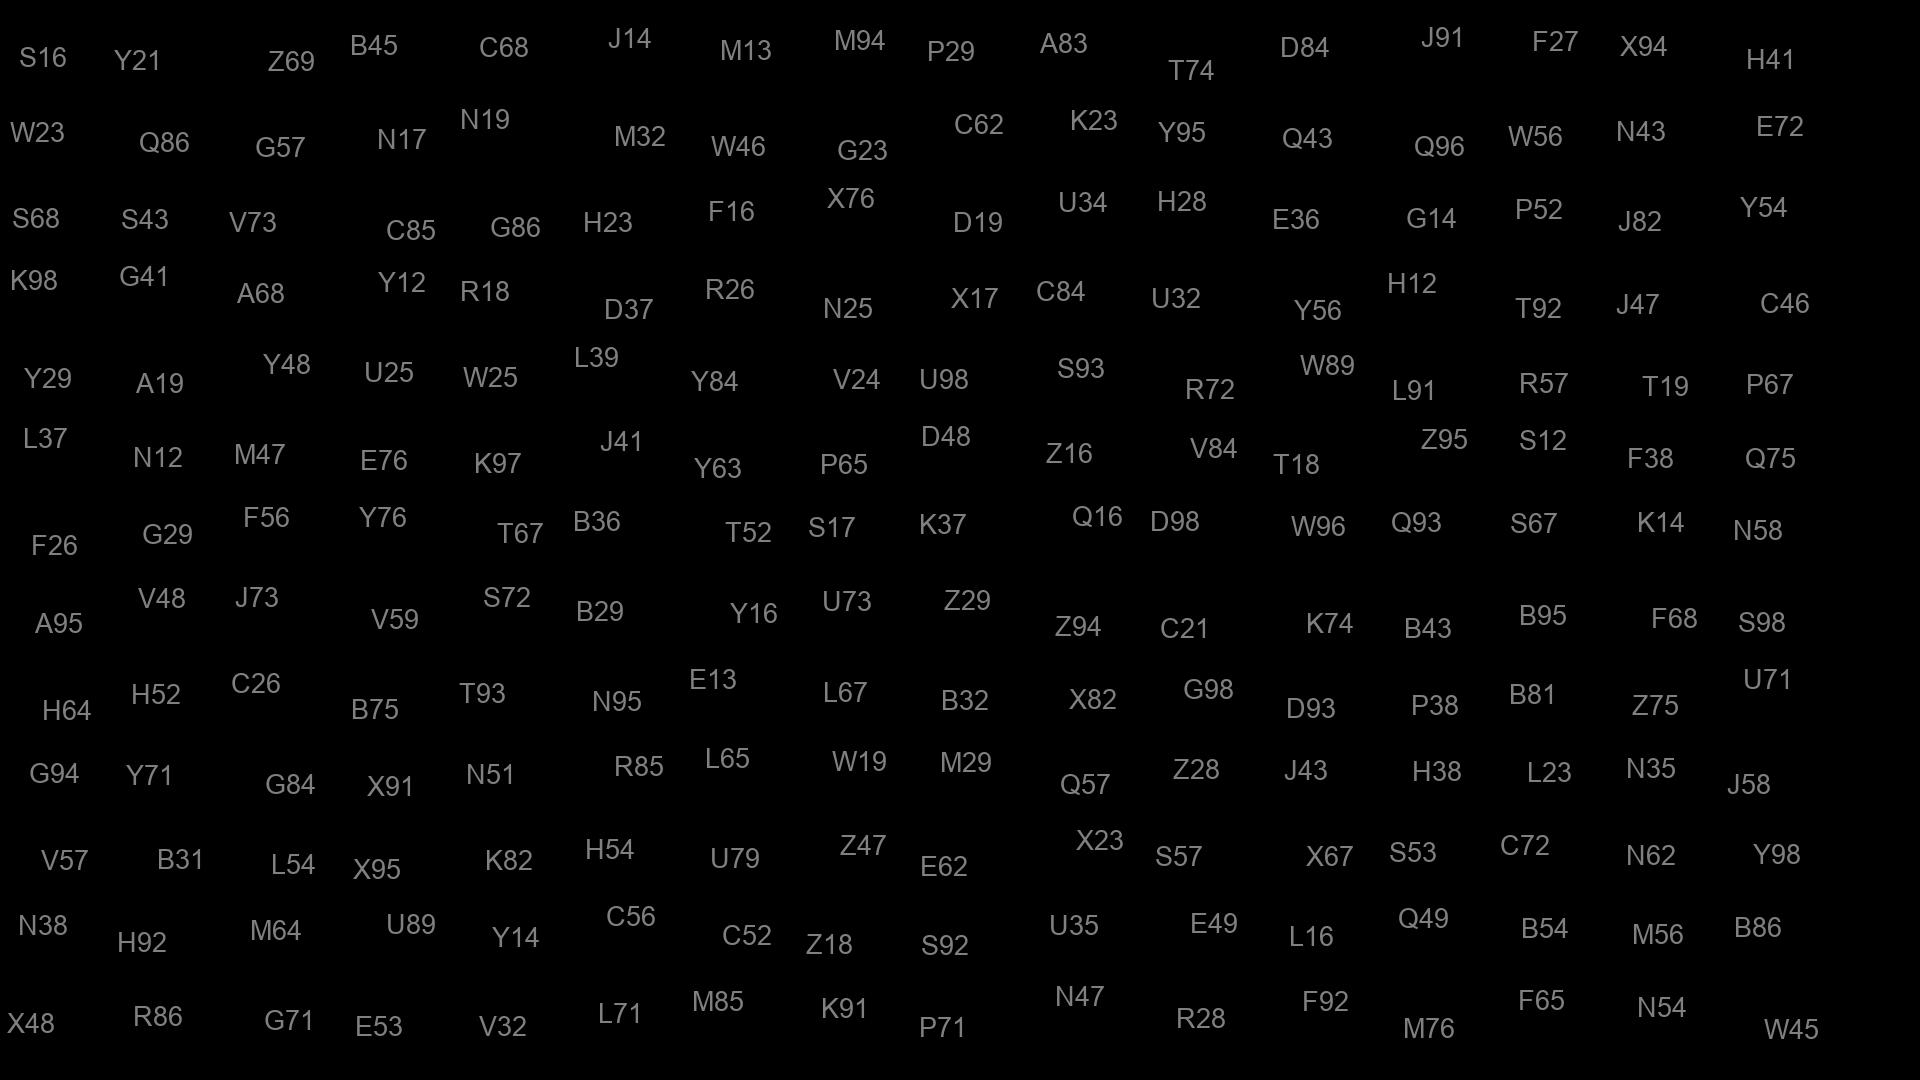 S16 Y21 Z69 B45 C68 J14 M13 M94 P29 A83 T74 D84 J91 F27 X94 H41
W23 Q86 G57 N17 N19 M32 W46 G23 C62 K23 Y95 Q43 Q96 W56 N43 E72
S68 S43 V73 C85 G86 H23 F16 X76 D19 U34 H28 E36 G14 P52 J82 Y54
K98 G41 A68 Y12 R18 D37 R26 N25 X17 C84 U32 Y56 H12 T92 J47 C46
Y29 A19 Y48 U25 W25 L39 Y84 V24 U98 S93 R72 W89 L91 R57 T19 P67
L37 N12 M47 E76 K97 J41 Y63 P65 D48 Z16 V84 T18 Z95 S12 F38 Q75
F26 G29 F56 Y76 T67 B36 T52 S17 K37 Q16 D98 W96 Q93 S67 K14 N58
A95 V48 J73 V59 S72 B29 Y16 U73 Z29 Z94 C21 K74 B43 B95 F68 S98
H64 H52 C26 B75 T93 N95 E13 L67 B32 X82 G98 D93 P38 B81 Z75 U71
G94 Y71 G84 X91 N51 R85 L65 W19 M29 Q57 Z28 J43 H38 L23 N35 J58
V57 B31 L54 X95 K82 H54 U79 Z47 E62 X23 S57 X67 S53 C72 N62 Y98
N38 H92 M64 U89 Y14 C56 C52 Z18 S92 U35 E49 L16 Q49 B54 M56 B86
X48 R86 G71 E53 V32 L71 M85 K91 P71 N47 R28 F92 M76 F65 N54 W45